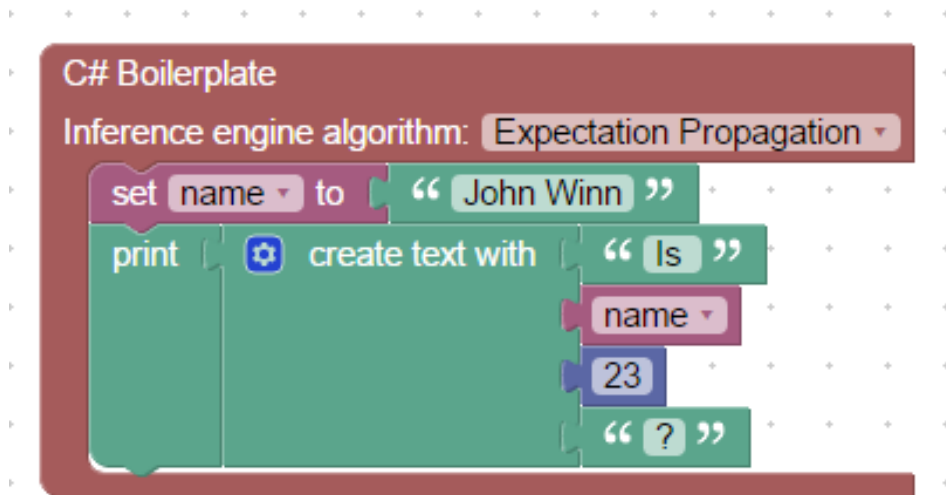 C# Boilerplate
Inference engine algorithm: Expectation Propagation
set name to “ John Winn ”
print create text with “ Is ”
name
23
“ ? ”